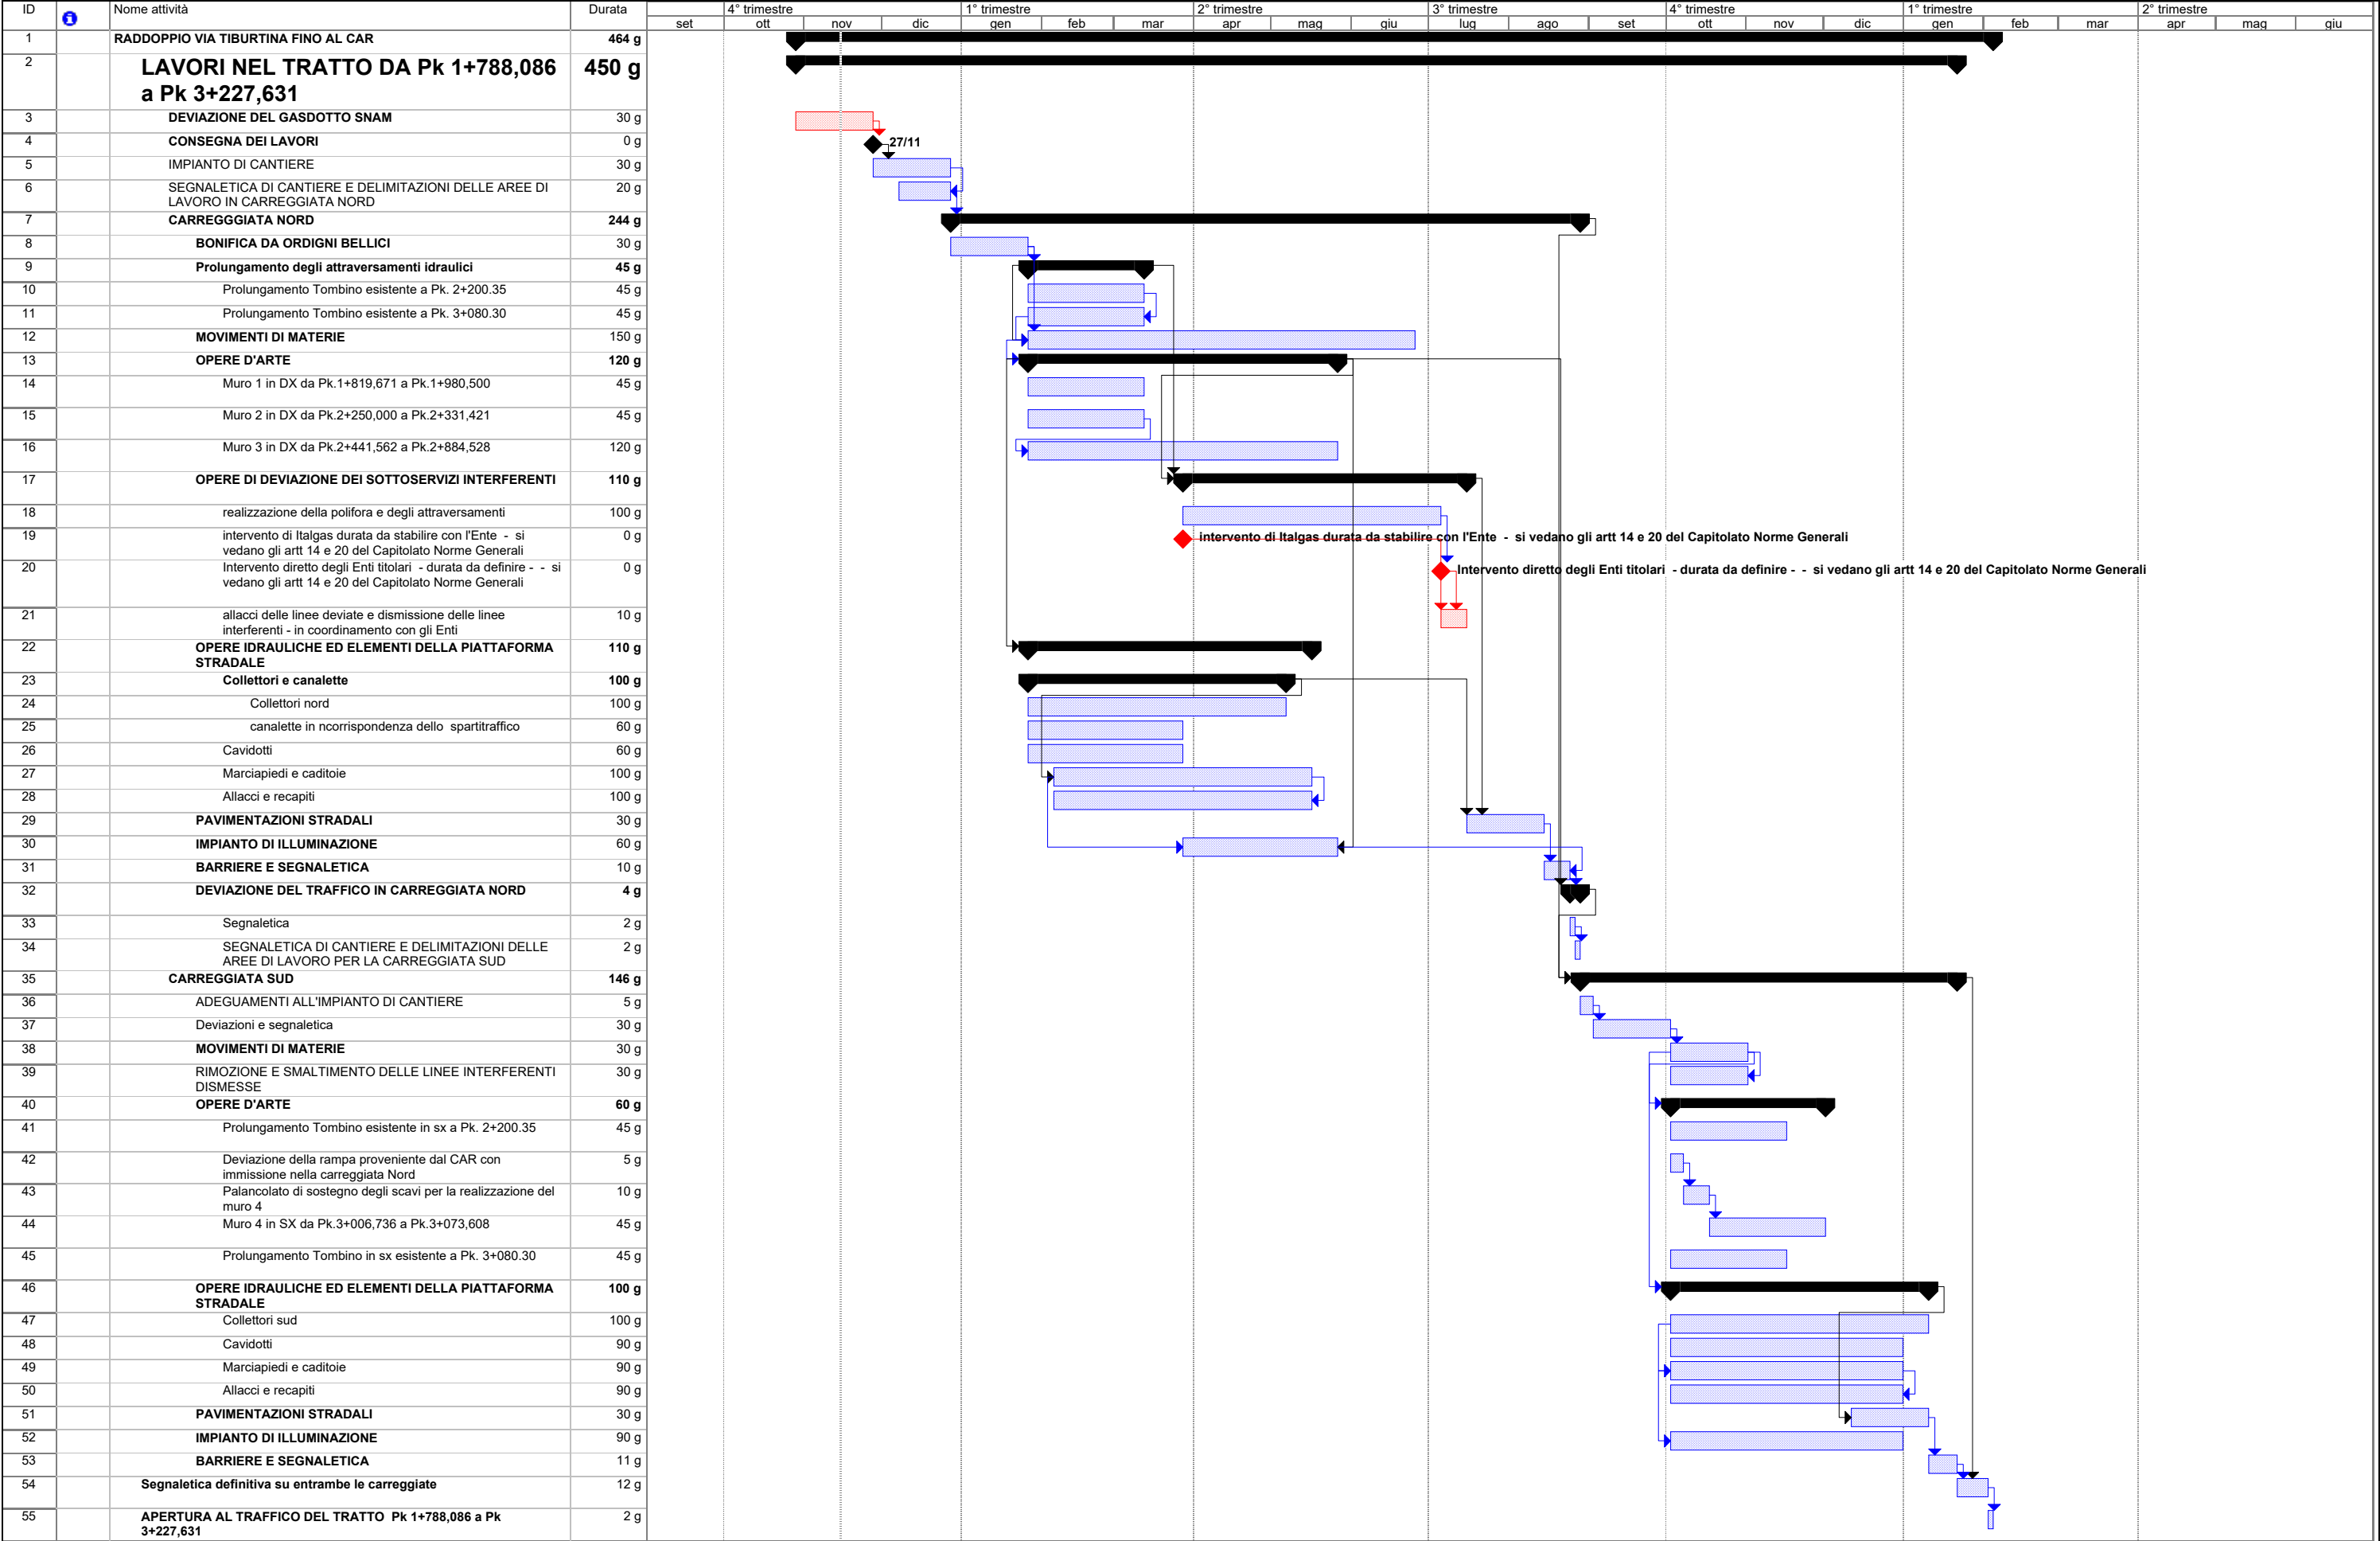 ID Nome attività Durata 4° trimestre 1° trimestre 2° trimestre 3° trimestre 4° trimestre 1° trimestre 2° trimestre
set ott nov dic gen feb mar apr mag giu lug ago set ott nov dic gen feb mar apr mag giu
1 RADDOPPIO VIA TIBURTINA FINO AL CAR 464 g
2 LAVORI NEL TRATTO DA Pk 1+788,086 450 g
a Pk 3+227,631
3 DEVIAZIONE DEL GASDOTTO SNAM 30 g
4 CONSEGNA DEI LAVORI 0 g 27/11
5 IMPIANTO DI CANTIERE 30 g
6 SEGNALETICA DI CANTIERE E DELIMITAZIONI DELLE AREE DI 20 g
LAVORO IN CARREGGIATA NORD
7 CARREGGGIATA NORD 244 g
8 BONIFICA DA ORDIGNI BELLICI 30 g
9 Prolungamento degli attraversamenti idraulici 45 g
10 Prolungamento Tombino esistente a Pk. 2+200.35 45 g
11 Prolungamento Tombino esistente a Pk. 3+080.30 45 g
12 MOVIMENTI DI MATERIE 150 g
13 OPERE D'ARTE 120 g
14 Muro 1 in DX da Pk.1+819,671 a Pk.1+980,500 45 g
15 Muro 2 in DX da Pk.2+250,000 a Pk.2+331,421 45 g
16 Muro 3 in DX da Pk.2+441,562 a Pk.2+884,528 120 g
17 OPERE DI DEVIAZIONE DEI SOTTOSERVIZI INTERFERENTI 110 g
18 realizzazione della polifora e degli attraversamenti 100 g
19 intervento di Italgas durata da stabilire con l'Ente - si 0 g intervento di Italgas durata da stabilire con l'Ente - si vedano gli artt 14 e 20 del Capitolato Norme Generali
vedano gli artt 14 e 20 del Capitolato Norme Generali
20 Intervento diretto degli Enti titolari - durata da definire - - si 0 g Intervento diretto degli Enti titolari - durata da definire - - si vedano gli artt 14 e 20 del Capitolato Norme Generali
vedano gli artt 14 e 20 del Capitolato Norme Generali
21 allacci delle linee deviate e dismissione delle linee 10 g
interferenti - in coordinamento con gli Enti
22 OPERE IDRAULICHE ED ELEMENTI DELLA PIATTAFORMA 110 g
STRADALE
23 Collettori e canalette 100 g
24 Collettori nord 100 g
25 canalette in ncorrispondenza dello spartitraffico 60 g
26 Cavidotti 60 g
27 Marciapiedi e caditoie 100 g
28 Allacci e recapiti 100 g
29 PAVIMENTAZIONI STRADALI 30 g
30 IMPIANTO DI ILLUMINAZIONE 60 g
31 BARRIERE E SEGNALETICA 10 g
32 DEVIAZIONE DEL TRAFFICO IN CARREGGIATA NORD 4 g
33 Segnaletica 2 g
34 SEGNALETICA DI CANTIERE E DELIMITAZIONI DELLE 2 g
AREE DI LAVORO PER LA CARREGGIATA SUD
35 CARREGGIATA SUD 146 g
36 ADEGUAMENTI ALL'IMPIANTO DI CANTIERE 5 g
37 Deviazioni e segnaletica 30 g
38 MOVIMENTI DI MATERIE 30 g
39 RIMOZIONE E SMALTIMENTO DELLE LINEE INTERFERENTI 30 g
DISMESSE
40 OPERE D'ARTE 60 g
41 Prolungamento Tombino esistente in sx a Pk. 2+200.35 45 g
42 Deviazione della rampa proveniente dal CAR con 5 g
immissione nella carreggiata Nord
43 Palancolato di sostegno degli scavi per la realizzazione del 10 g
muro 4
44 Muro 4 in SX da Pk.3+006,736 a Pk.3+073,608 45 g
45 Prolungamento Tombino in sx esistente a Pk. 3+080.30 45 g
46 OPERE IDRAULICHE ED ELEMENTI DELLA PIATTAFORMA 100 g
STRADALE
47 Collettori sud 100 g
48 Cavidotti 90 g
49 Marciapiedi e caditoie 90 g
50 Allacci e recapiti 90 g
51 PAVIMENTAZIONI STRADALI 30 g
52 IMPIANTO DI ILLUMINAZIONE 90 g
53 BARRIERE E SEGNALETICA 11 g
54 Segnaletica definitiva su entrambe le carreggiate 12 g
55 APERTURA AL TRAFFICO DEL TRATTO Pk 1+788,086 a Pk 2 g
3+227,631